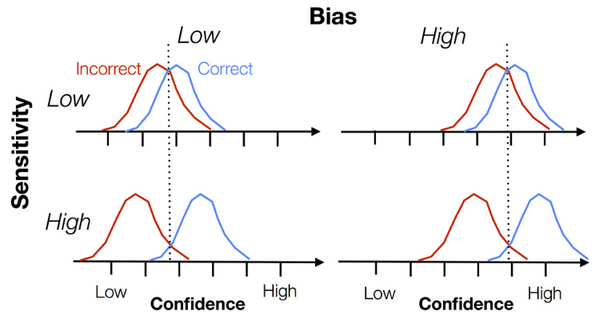 Bias
Low
High
Incorrect
Correct
Low
Sensitivity
High
Low
High
Confidence
Low
High
Confidence